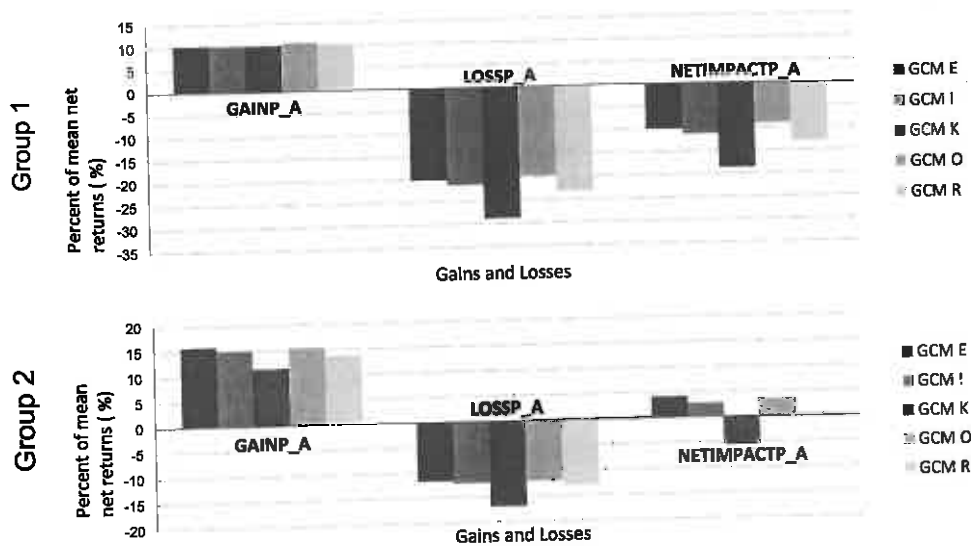 Group 1
Percent of mean net
returns ( %)
15
10
5
0
-5
-10
-15
-20
-25
-30
-35
GAINP_A
LOSSP_A
NETIMPACTP_A
Gains and Losses
GCM E
GCM I
GCM K
GCM O
GCM R
Group 2
Percent of mean
net returns ( %)
20
15
10
5
0
-5
-10
-15
-20
GAINP_A
LOSSP_A
NETIMPACTP_A
Gains and Losses
GCM E
GCM !
GCM K
GCM O
GCM R